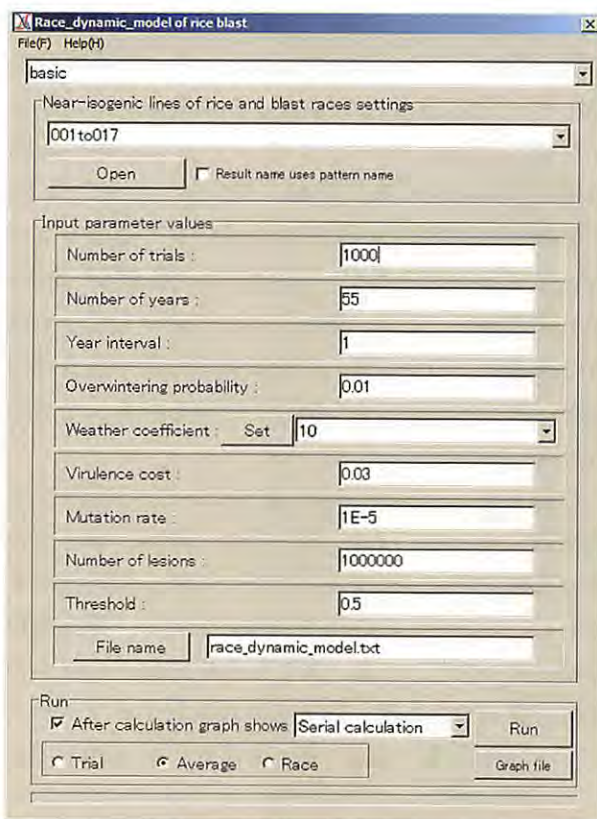 Race_dynamic_model of rice blast
File(F) Help(H)
basic
Near-isogenic lines of rice and blast races settings
001to017
Open Result name uses pattern name
Input parameter values
Number of trials : 1000
Number of years : 55
Year interval : 1
Overwintering probability : 0.01
Weather coefficient : Set 10
Virulence cost : 0.03
Mutation rate : 1E-5
Number of lesions : 1000000
Threshold : 0.5
File name race_dynamic_model.txt
Run
After calculation graph shows Serial calculation Run
Trial Average Race Graph file